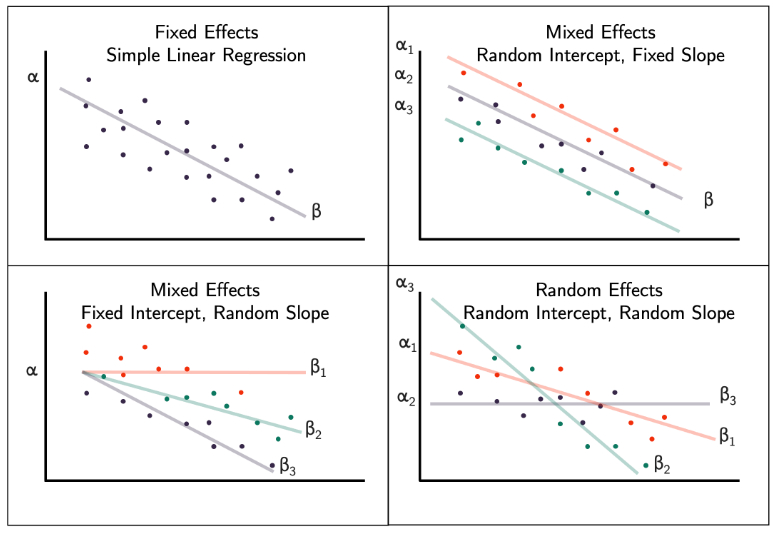 Fixed Effects
Simple Linear Regression
α
β
Mixed Effects
Random Intercept, Fixed Slope
α1
α2
α3
β
Mixed Effects
Fixed Intercept, Random Slope
α
β1
β2
β3
Random Effects
Random Intercept, Random Slope
α3
α1
α2
β3
β1
β2